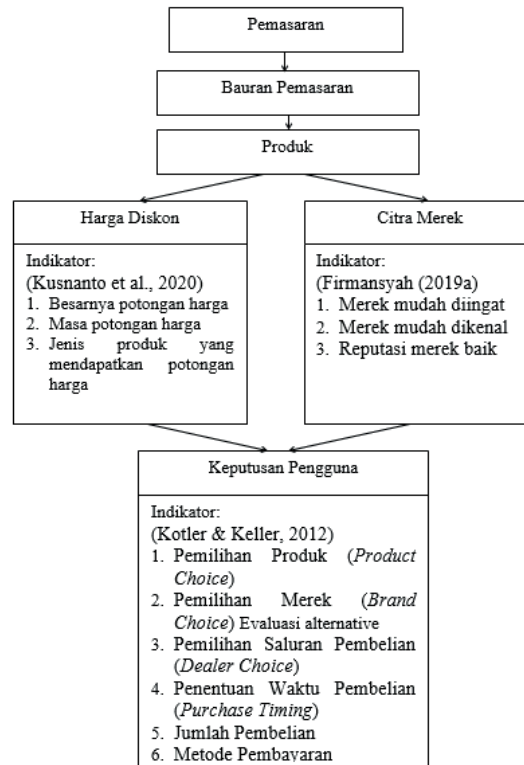 Pemasaran
Bauran Pemasaran
Produk
Harga Diskon
Indikator:
(Kusnanto et al., 2020)
1. Besarnya potongan harga
2. Masa potongan harga
3. Jenis produk yang
mendapatkan potongan
harga
Citra Merek
Indikator:
(Firmansyah (2019a)
1. Merek mudah diingat
2. Merek mudah dikenal
3. Reputasi merek baik
Keputusan Pengguna
Indikator:
(Kotler & Keller, 2012)
1. Pemilihan Produk (Product
Choice)
2. Pemilihan Merek (Brand
Choice) Evaluasi alternative
3. Pemilihan Saluran Pembelian
(Dealer Choice)
4. Penentuan Waktu Pembelian
(Purchase Timing)
5. Jumlah Pembelian
6. Metode Pembayaran